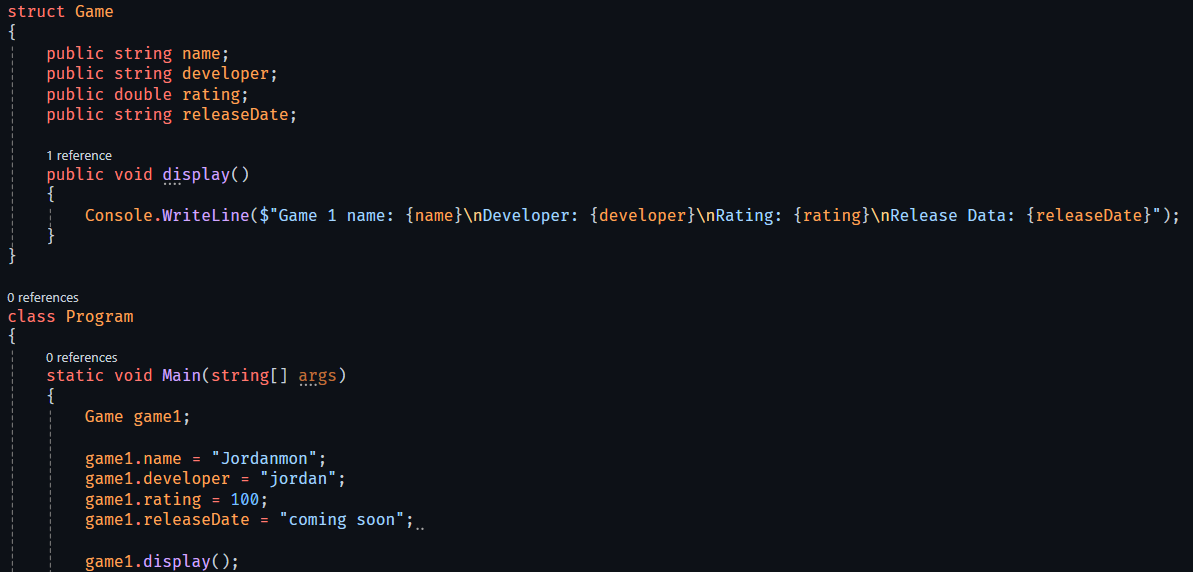 struct Game
{
public string name;
public string developer;
public double rating;
public string releaseDate;
1 reference
public void display()
{
Console.WriteLine($"Game 1 name: {name}\nDeveloper: {developer}\nRating: {rating}\nRelease Data: {releaseDate}");
}
}
0 references
class Program
{
0 references
static void Main(string[] args)
{
Game game1;
game1.name = "Jordanmon";
game1.developer = "jordan";
game1.rating = 100;
game1.releaseDate = "coming soon";
game1.display();